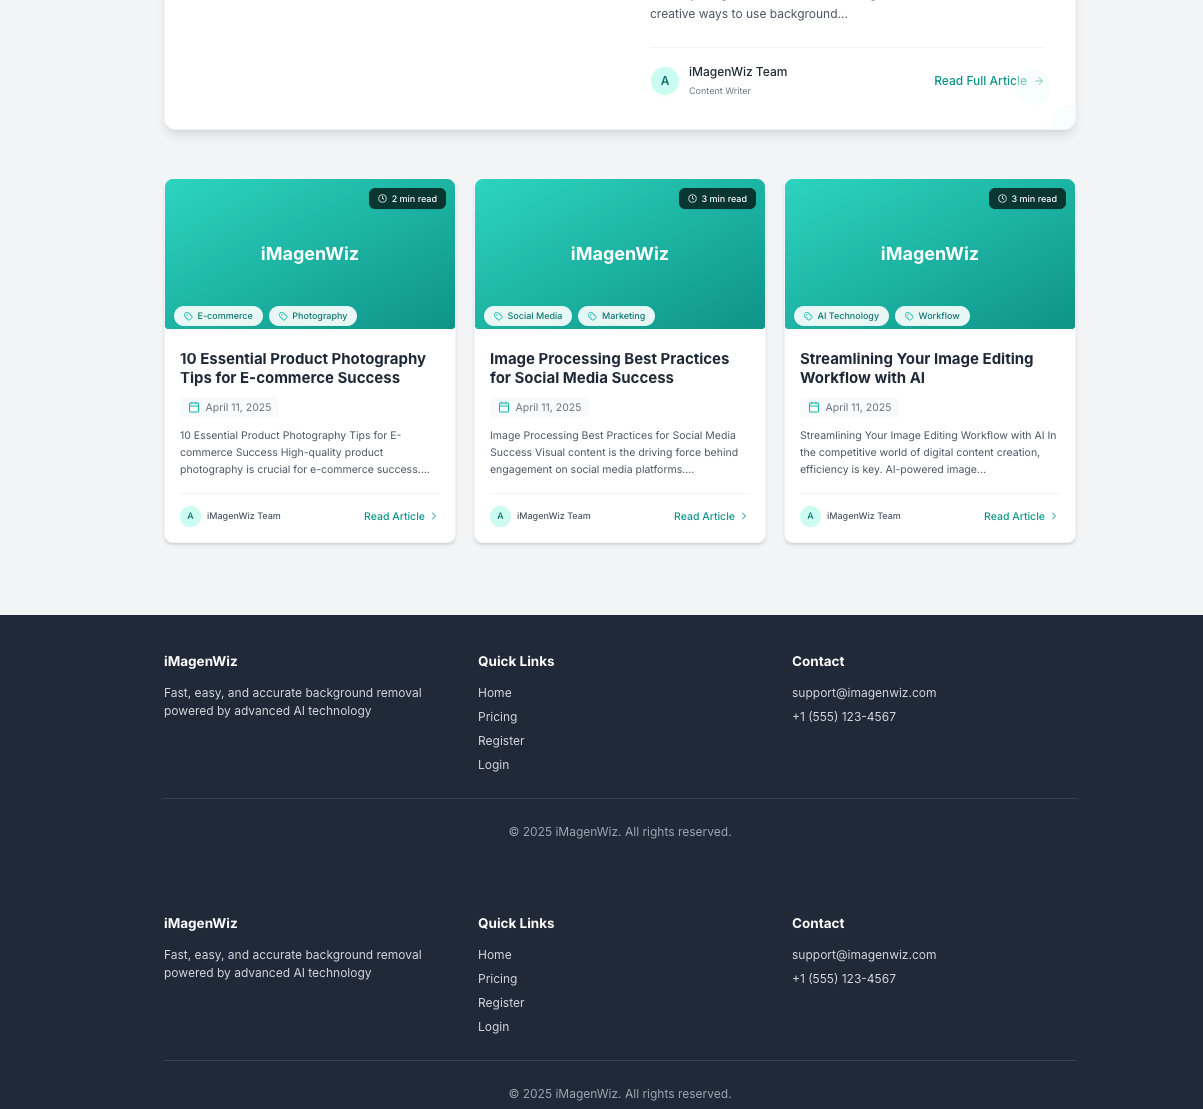 creative ways to use background...
A
iMagenWiz Team
Content Writer
Read Full Article
2 min read
iMagenWiz
E-commerce
Photography
10 Essential Product Photography
Tips for E-commerce Success
April 11, 2025
10 Essential Product Photography Tips for E-
commerce Success High-quality product
photography is crucial for e-commerce success....
A
iMagenWiz Team
Read Article
3 min read
iMagenWiz
Social Media
Marketing
Image Processing Best Practices
for Social Media Success
April 11, 2025
Image Processing Best Practices for Social Media
Success Visual content is the driving force behind
engagement on social media platforms....
A
iMagenWiz Team
Read Article
3 min read
iMagenWiz
AI Technology
Workflow
Streamlining Your Image Editing
Workflow with AI
April 11, 2025
Streamlining Your Image Editing Workflow with AI In
the competitive world of digital content creation,
efficiency is key. AI-powered image...
A
iMagenWiz Team
Read Article
iMagenWiz
Fast, easy, and accurate background removal
powered by advanced AI technology
Quick Links
Home
Pricing
Register
Login
Contact
support@imagenwiz.com
+1 (555) 123-4567
© 2025 iMagenWiz. All rights reserved.
iMagenWiz
Fast, easy, and accurate background removal
powered by advanced AI technology
Quick Links
Home
Pricing
Register
Login
Contact
support@imagenwiz.com
+1 (555) 123-4567
© 2025 iMagenWiz. All rights reserved.